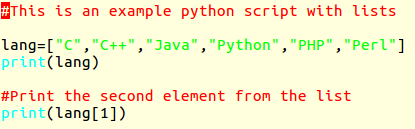 #This is an example python script with lists
lang=["C","C++","Java","Python","PHP","Perl"]
print(lang)
#Print the second element from the list
print(lang[1])